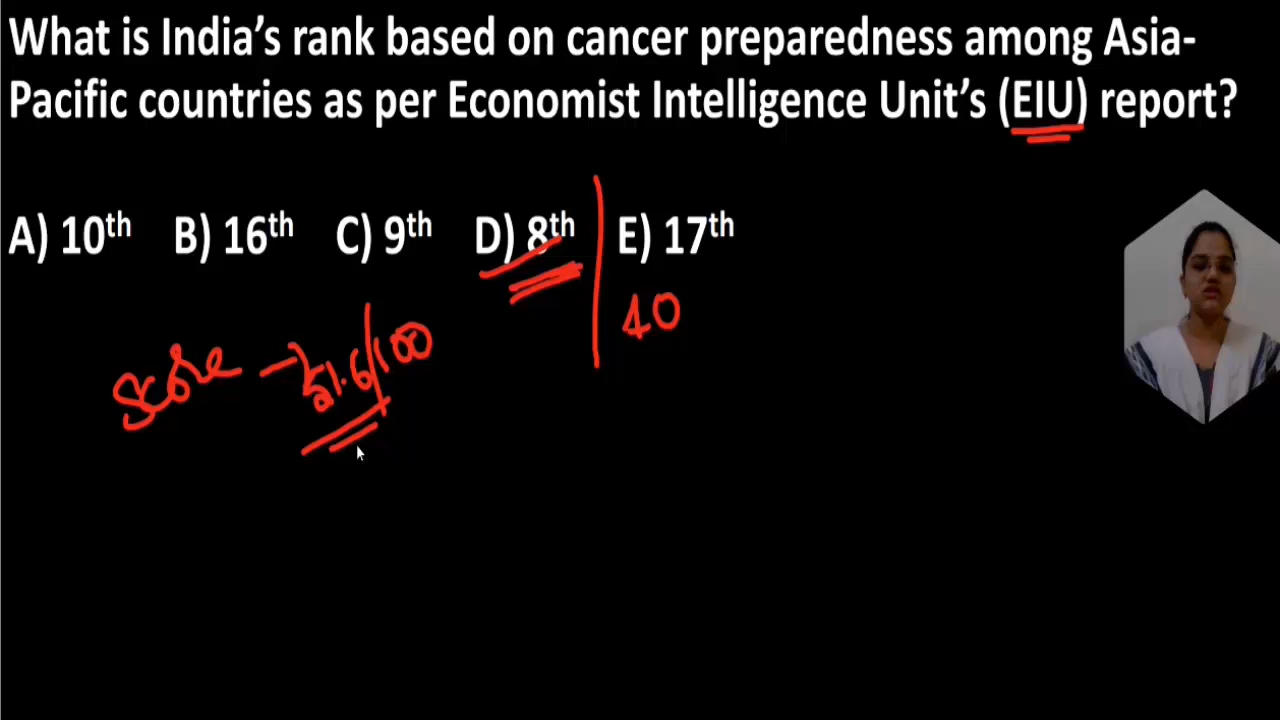 What is India’s rank based on cancer preparedness among Asia-
Pacific countries as per Economist Intelligence Unit’s (EIU) report?
A) 10th B) 16th C) 9th D) 8th E) 17th
40
Score → 51.6/100